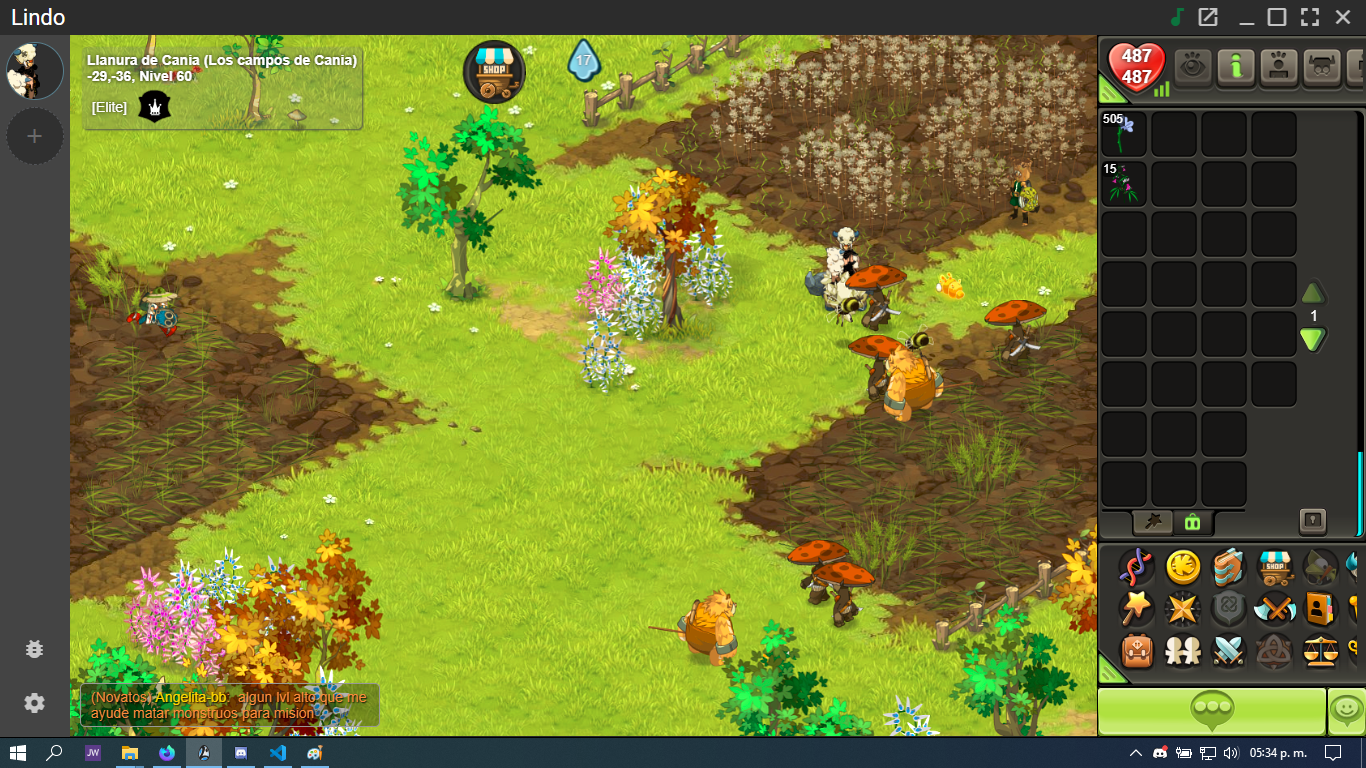 Lindo
Llanura de Cania (Los campos de Cania)
-29,-36, Nivel 60
[Elite]
SHOP
17
487
487
505
15
1
SHOP
(Novatos) Angelita-bb: algun lvl alto que me
ayude matar monstruos para mision
JW
05:34 p. m.